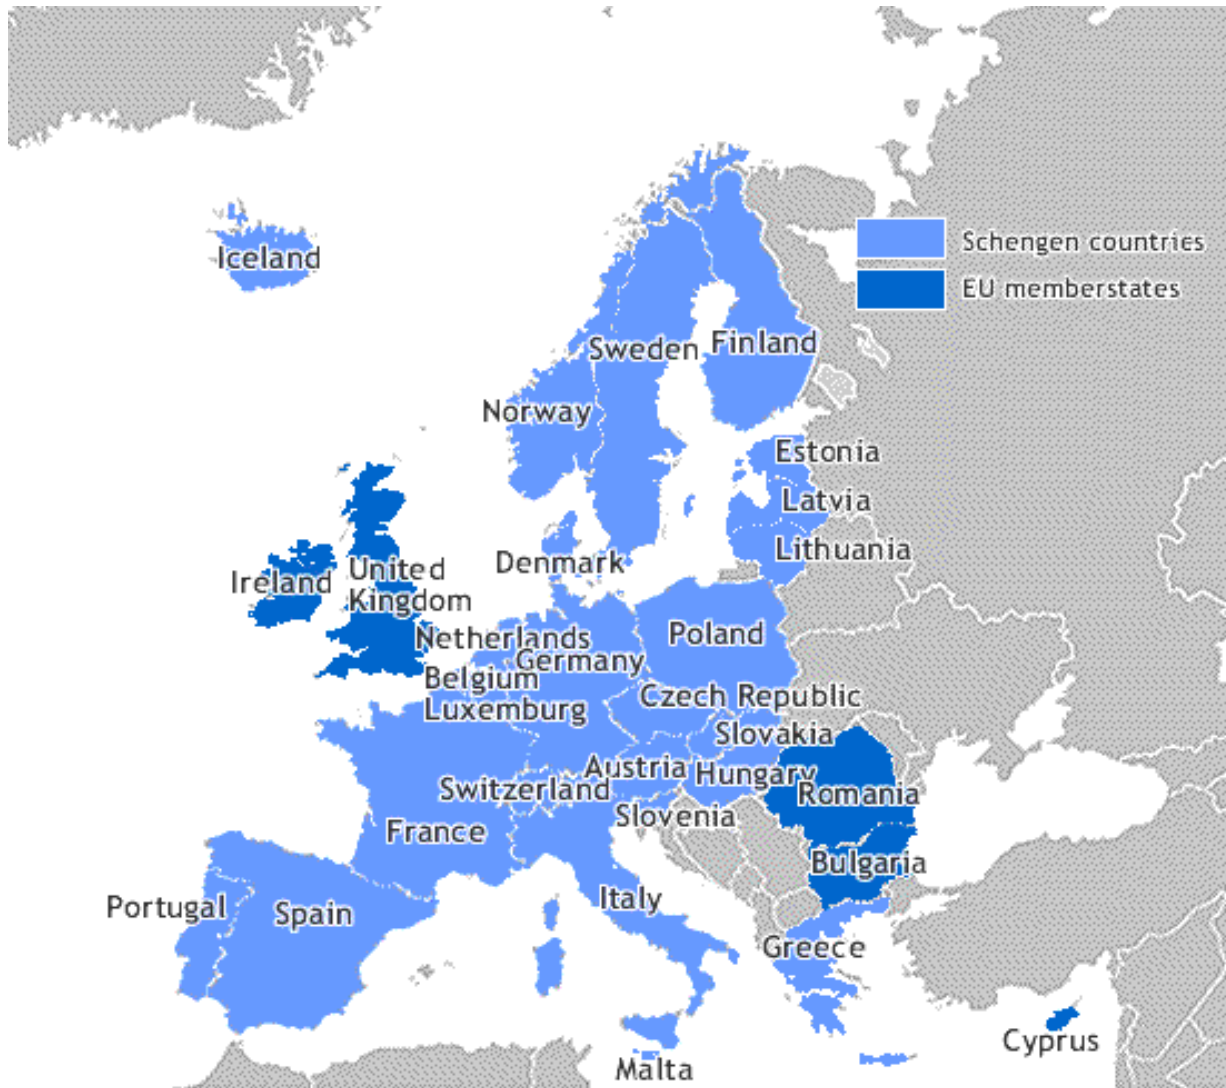 Iceland
Schengen countries
EU memberstates
Sweden
Finland
Norway
Estonia
Latvia
Lithuania
Denmark
Ireland
United
Kingdom
Netherlands
Poland
Germany
Belgium
Czech Republic
Luxemburg
Slovakia
Austria
Hungary
Switzerland
Romania
Slovenia
France
Bulgaria
Italy
Portugal
Spain
Greece
Cyprus
Malta